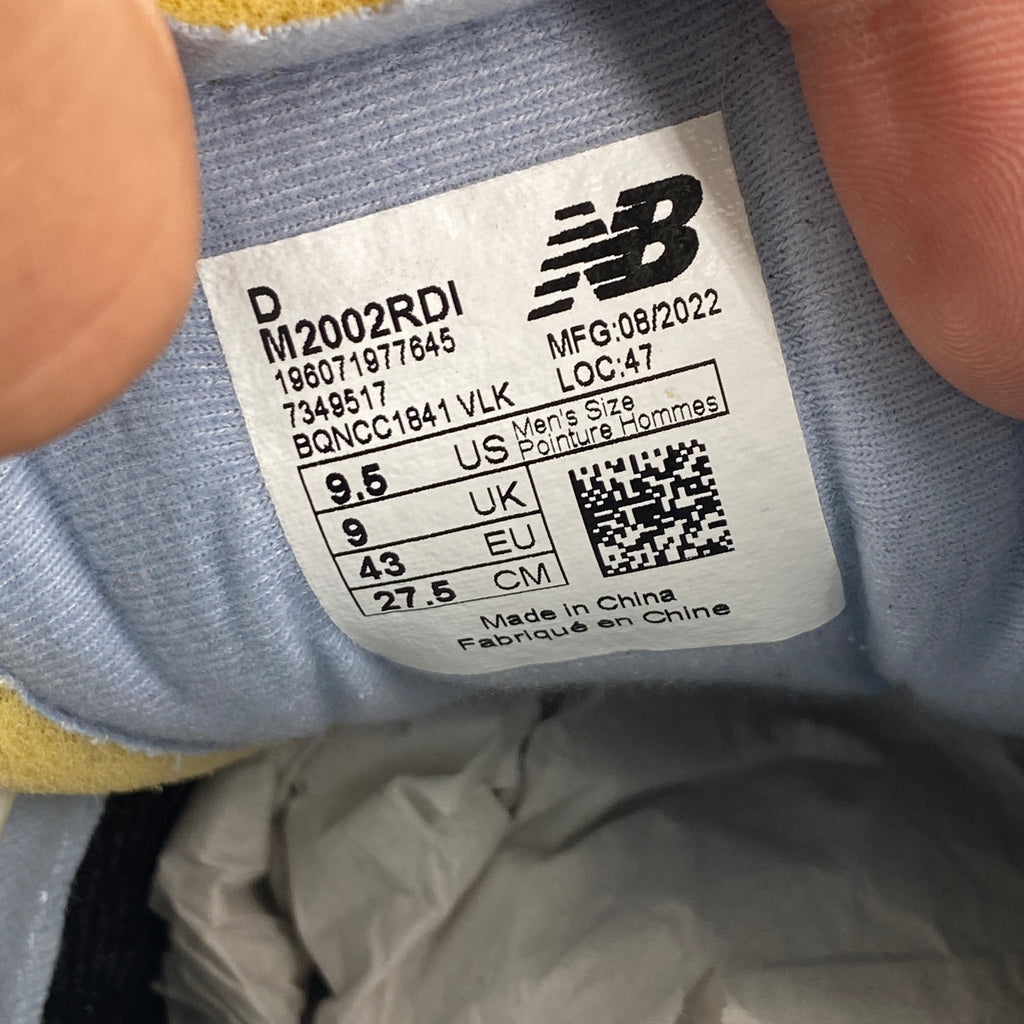 NB
D
M2002RDI
196071977645
7349517
BQNCC1841 VLK
MFG:08/2022
LOC:47
9.5 US Men's Size
Pointure Hommes
9 UK
43 EU
27.5 CM
Made in China
Fabriqué en Chine